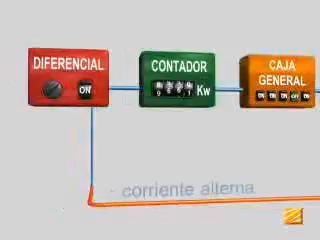 DIFERENCIAL
ON
CONTADOR
Kw
CAJA
GENERAL
- corriente alterna